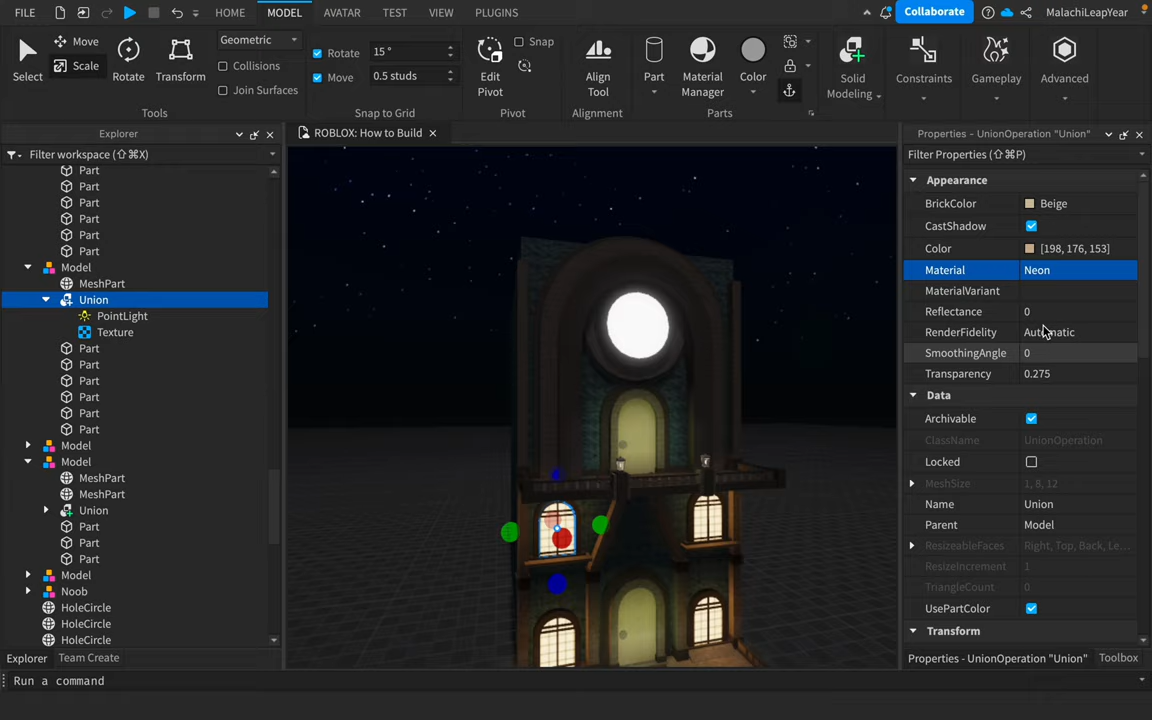 FILE HOME MODEL AVATAR TEST VIEW PLUGINS Collaborate MalachiLeapYear
Select Move Scale Rotate Transform
Geometric
Collisions
Join Surfaces
Tools
Rotate 15 °
Move 0.5 studs
Snap to Grid
Edit Pivot
Snap
Pivot
Align Tool
Alignment
Part
Material Manager
Color
Parts
Solid Modeling
Constraints
Gameplay
Advanced
Explorer
Filter workspace (⇧⌘X)
Part
Part
Part
Part
Part
Part
Model
MeshPart
Union
PointLight
Texture
Part
Part
Part
Part
Part
Part
Model
Model
MeshPart
MeshPart
Union
Part
Part
Part
Model
Noob
HoleCircle
HoleCircle
HoleCircle
Explorer Team Create
ROBLOX: How to Build
Properties - UnionOperation "Union"
Filter Properties (⇧⌘P)
Appearance
BrickColor Beige
CastShadow
Color [198, 176, 153]
Material Neon
MaterialVariant
Reflectance 0
RenderFidelity Automatic
SmoothingAngle 0
Transparency 0.275
Data
Archivable
ClassName UnionOperation
Locked
MeshSize 1, 8, 12
Name Union
Parent Model
ResizeableFaces Right, Top, Back, Le...
ResizeIncrement 1
TriangleCount 0
UsePartColor
Transform
Properties - UnionOperation "Union" Toolbox
Run a command